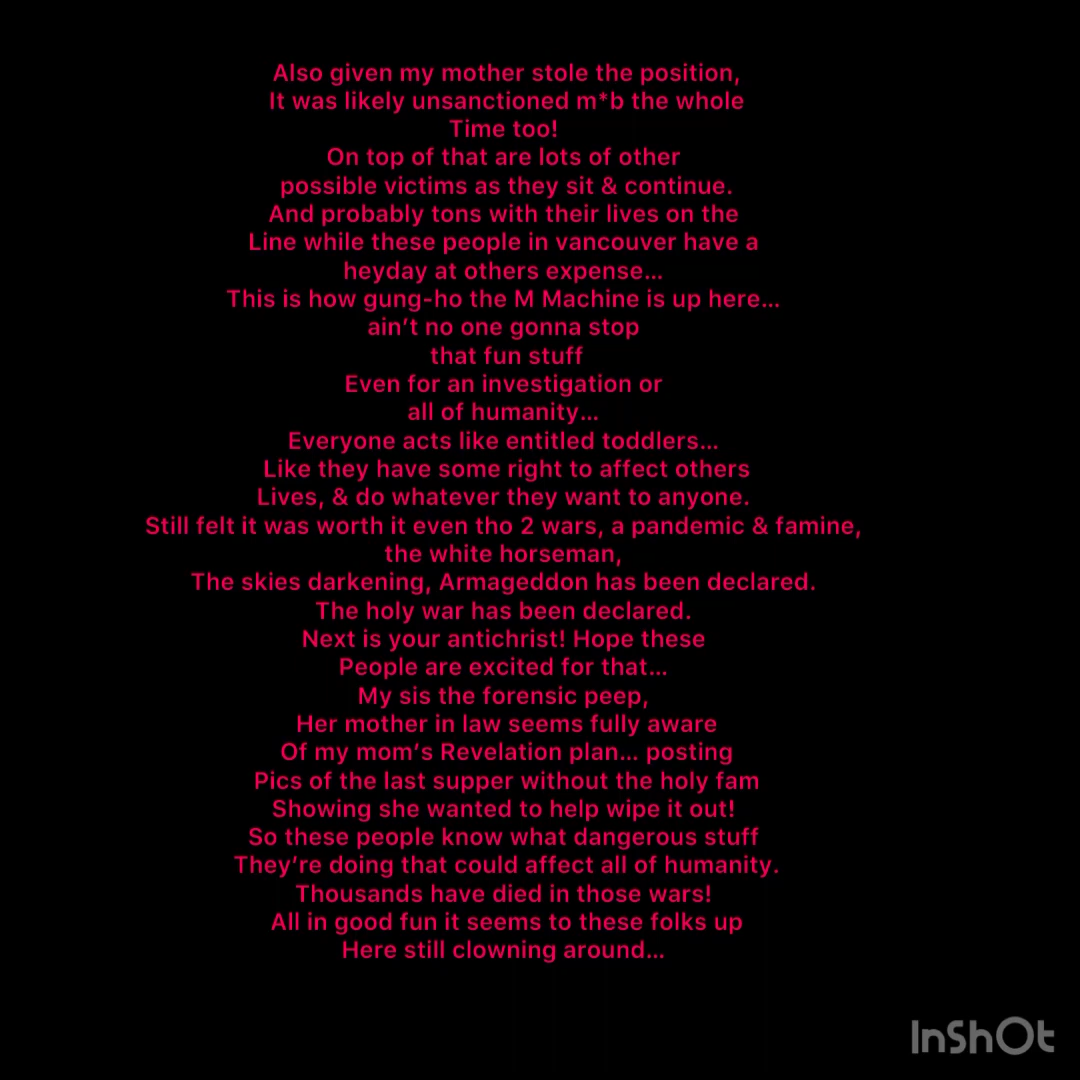 Also given my mother stole the position,
It was likely unsanctioned m*b the whole
Time too!
On top of that are lots of other
possible victims as they sit & continue.
And probably tons with their lives on the
Line while these people in vancouver have a
heyday at others expense...
This is how gung-ho the M Machine is up here...
ain’t no one gonna stop
that fun stuff
Even for an investigation or
all of humanity...
Everyone acts like entitled toddlers...
Like they have some right to affect others
Lives, & do whatever they want to anyone.
Still felt it was worth it even tho 2 wars, a pandemic & famine,
the white horseman,
The skies darkening, Armageddon has been declared.
The holy war has been declared.
Next is your antichrist! Hope these
People are excited for that...
My sis the forensic peep,
Her mother in law seems fully aware
Of my mom’s Revelation plan... posting
Pics of the last supper without the holy fam
Showing she wanted to help wipe it out!
So these people know what dangerous stuff
They’re doing that could affect all of humanity.
Thousands have died in those wars!
All in good fun it seems to these folks up
Here still clowning around...
InShOt